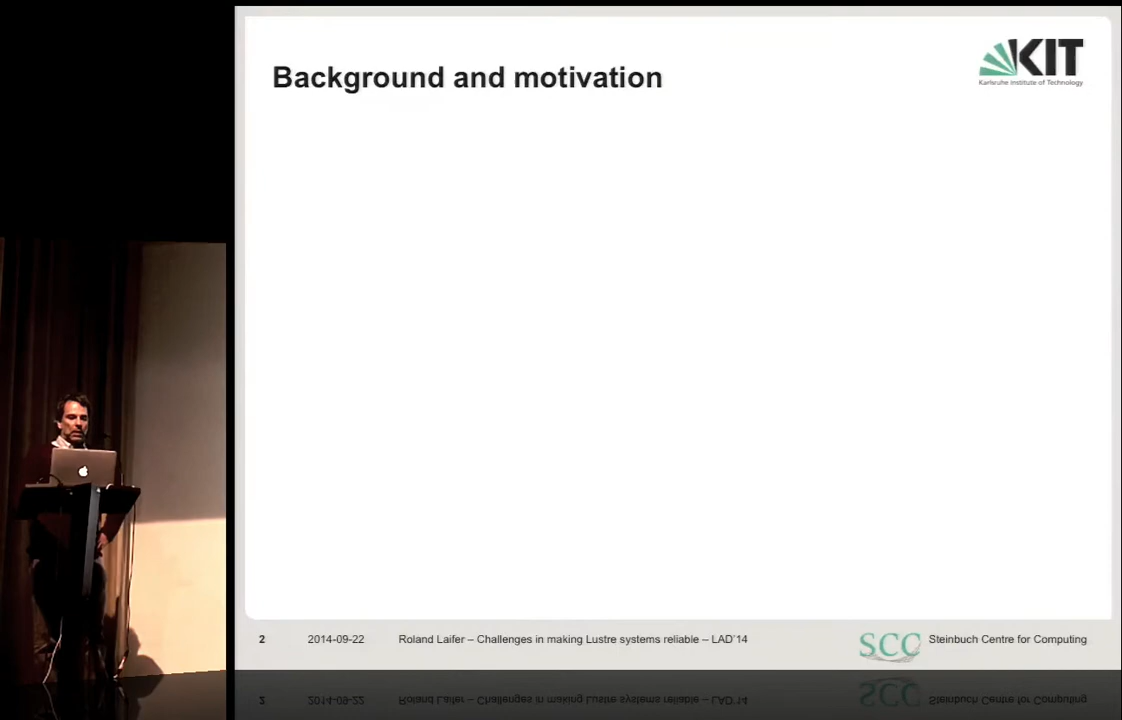 Background and motivation
KIT
Karlsruhe Institute of Technology
2
2014-09-22
Roland Laifer – Challenges in making Lustre systems reliable – LAD'14
SCC
Steinbuch Centre for Computing